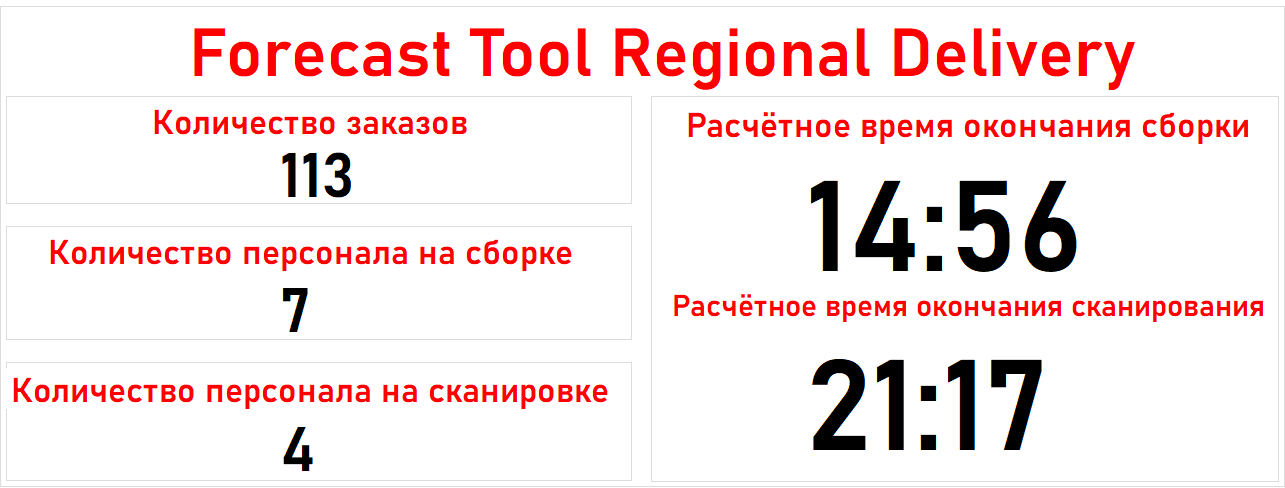 Forecast Tool Regional Delivery
Количество заказов
113
Количество персонала на сборке
7
Количество персонала на сканировке
4
Расчётное время окончания сборки
14:56
Расчётное время окончания сканирования
21:17